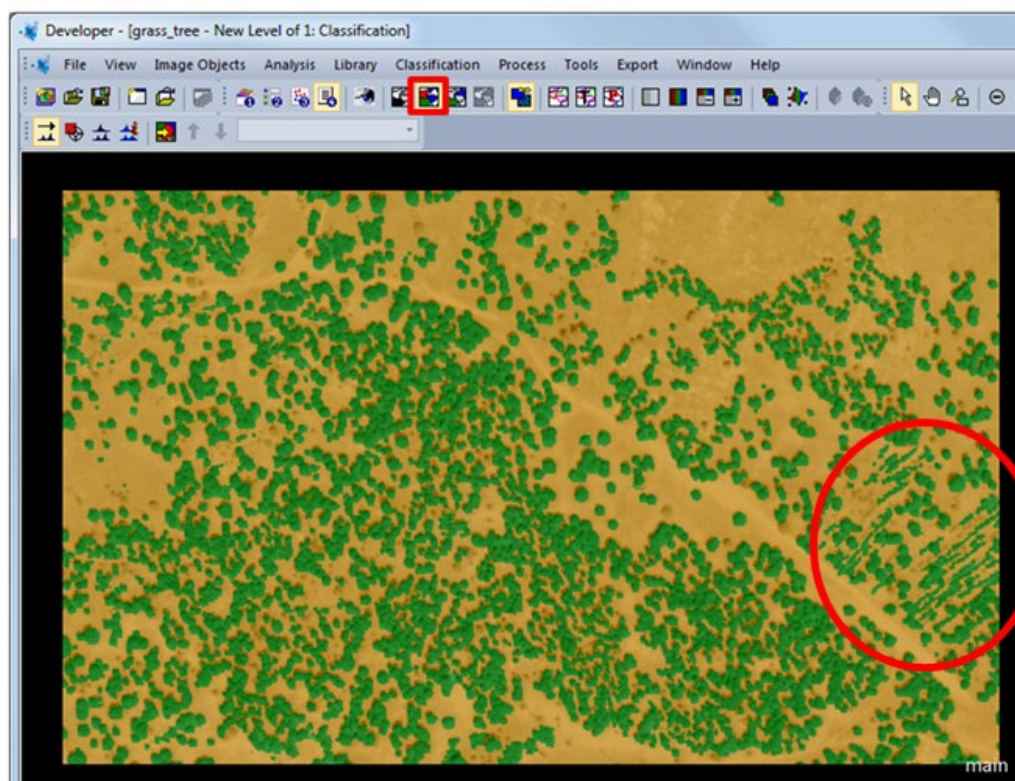 Developer - [grass_tree - New Level of 1: Classification]
File View Image Objects Analysis Library Classification Process Tools Export Window Help
main